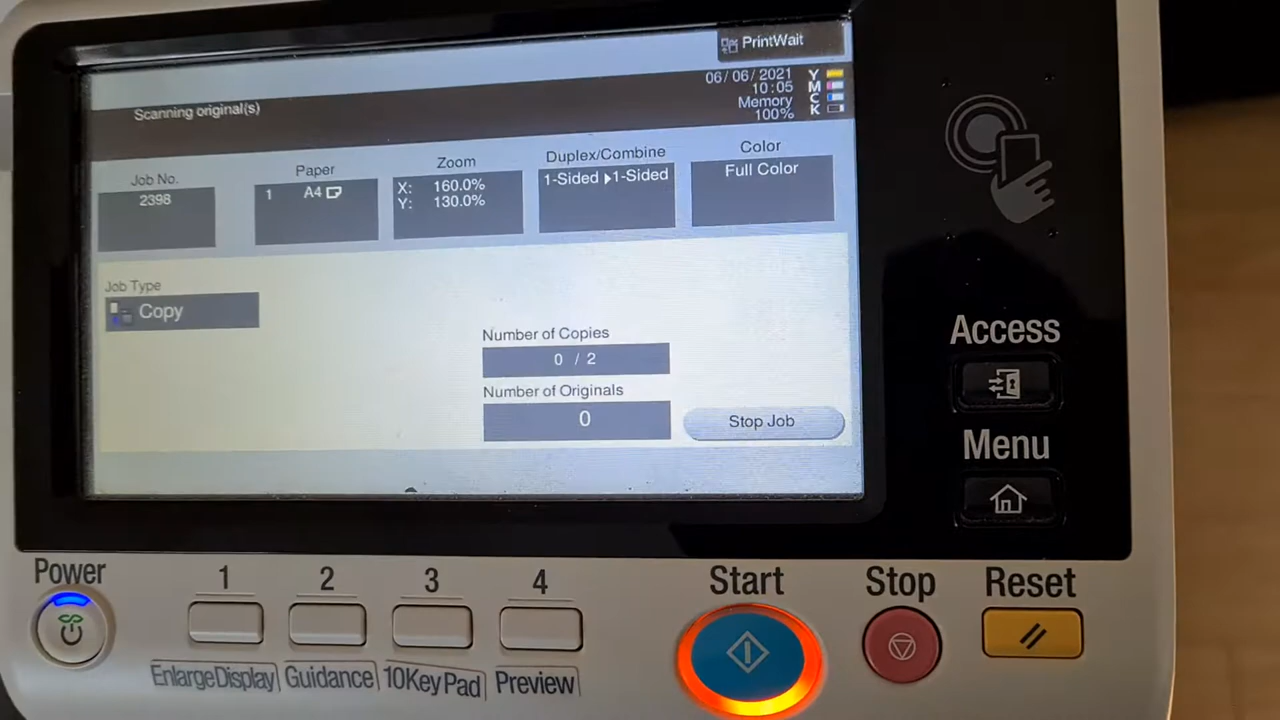 PrintWait
06/06/2021
10:05
Memory
100%
Y
M
C
K
Scanning original(s)
Job No.
2398
Paper
1 A4
Zoom
X: 160.0%
Y: 130.0%
Duplex/Combine
1-Sided ▶1-Sided
Color
Full Color
Job Type
Copy
Number of Copies
0 / 2
Number of Originals
0
Stop Job
Access
Menu
Power
1
2
3
4
Start
Stop
Reset
EnlargeDisplay
Guidance
10KeyPad
Preview